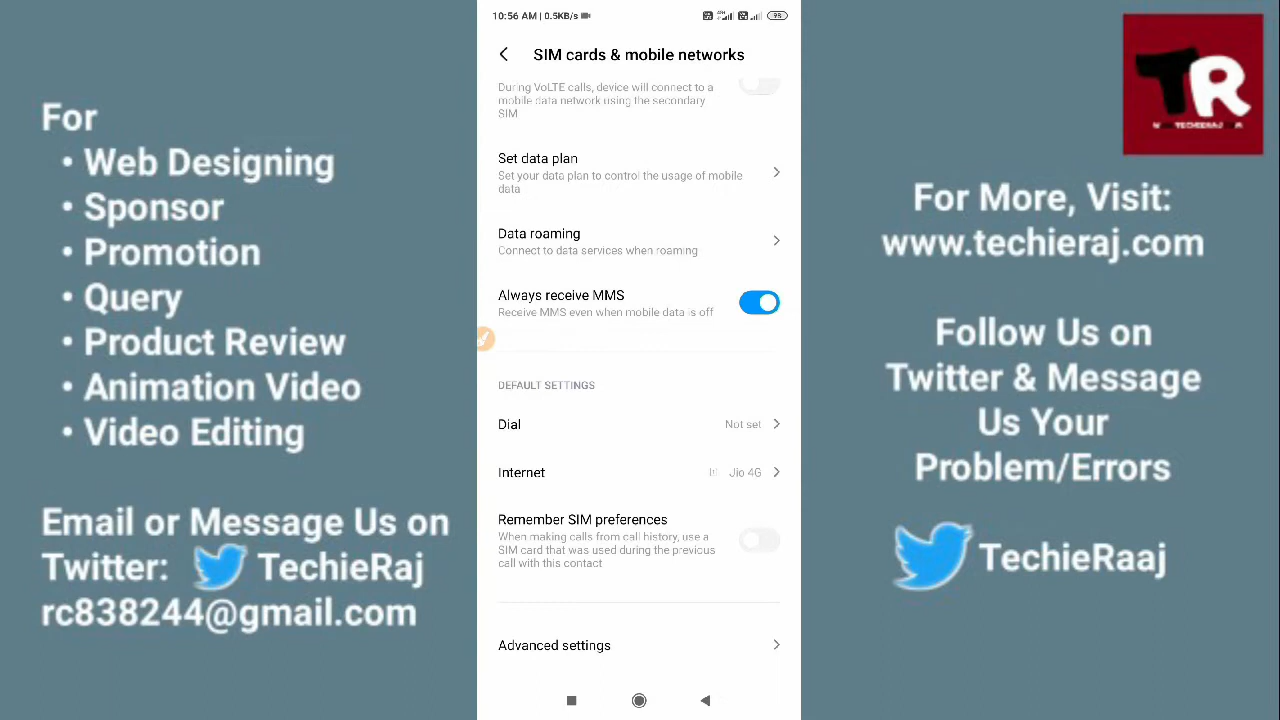 For
• Web Designing
• Sponsor
• Promotion
• Query
• Product Review
• Animation Video
• Video Editing
Email or Message Us on
Twitter: TechieRaj
rc838244@gmail.com
10:56 AM | 0.5KB/s
98
SIM cards & mobile networks
During VoLTE calls, device will connect to a
mobile data network using the secondary
SIM
Set data plan
Set your data plan to control the usage of mobile
data
Data roaming
Connect to data services when roaming
Always receive MMS
Receive MMS even when mobile data is off
DEFAULT SETTINGS
Dial
Not set
Internet
Jio 4G
Remember SIM preferences
When making calls from call history, use a
SIM card that was used during the previous
call with this contact
Advanced settings
TR
For More, Visit:
www.techieraj.com
Follow Us on
Twitter & Message
Us Your
Problem/Errors
TechieRaaj